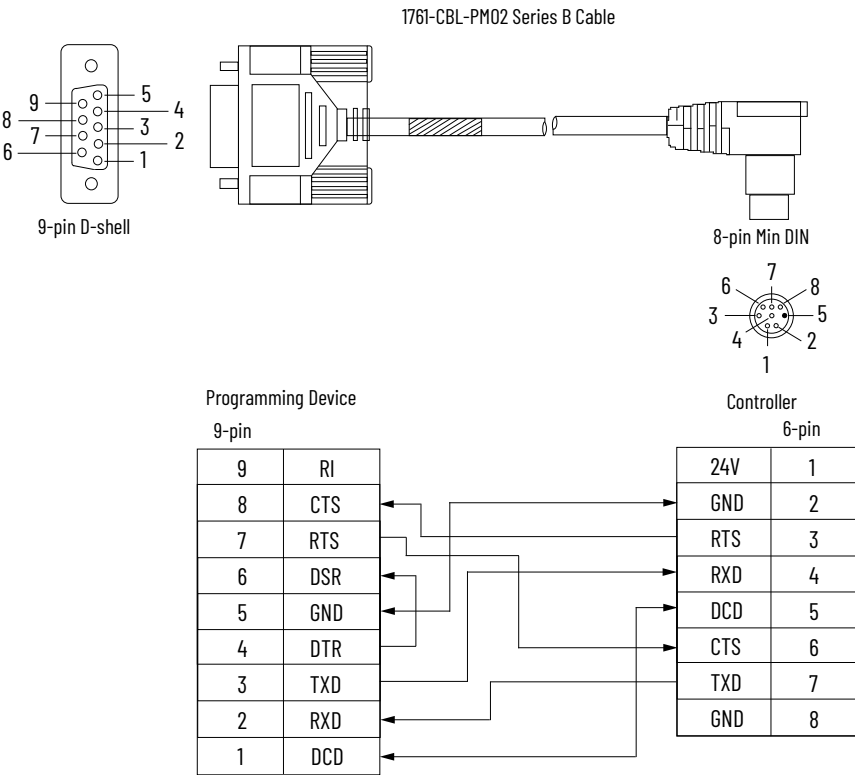 1761-CBL-PM02 Series B Cable
9
8
7
6
5
4
3
2
1
9-pin D-shell
8-pin Min DIN
6 7 8
3 5
4 2
1
Programming Device
9-pin
9 RI
8 CTS
7 RTS
6 DSR
5 GND
4 DTR
3 TXD
2 RXD
1 DCD
Controller
6-pin
24V 1
GND 2
RTS 3
RXD 4
DCD 5
CTS 6
TXD 7
GND 8